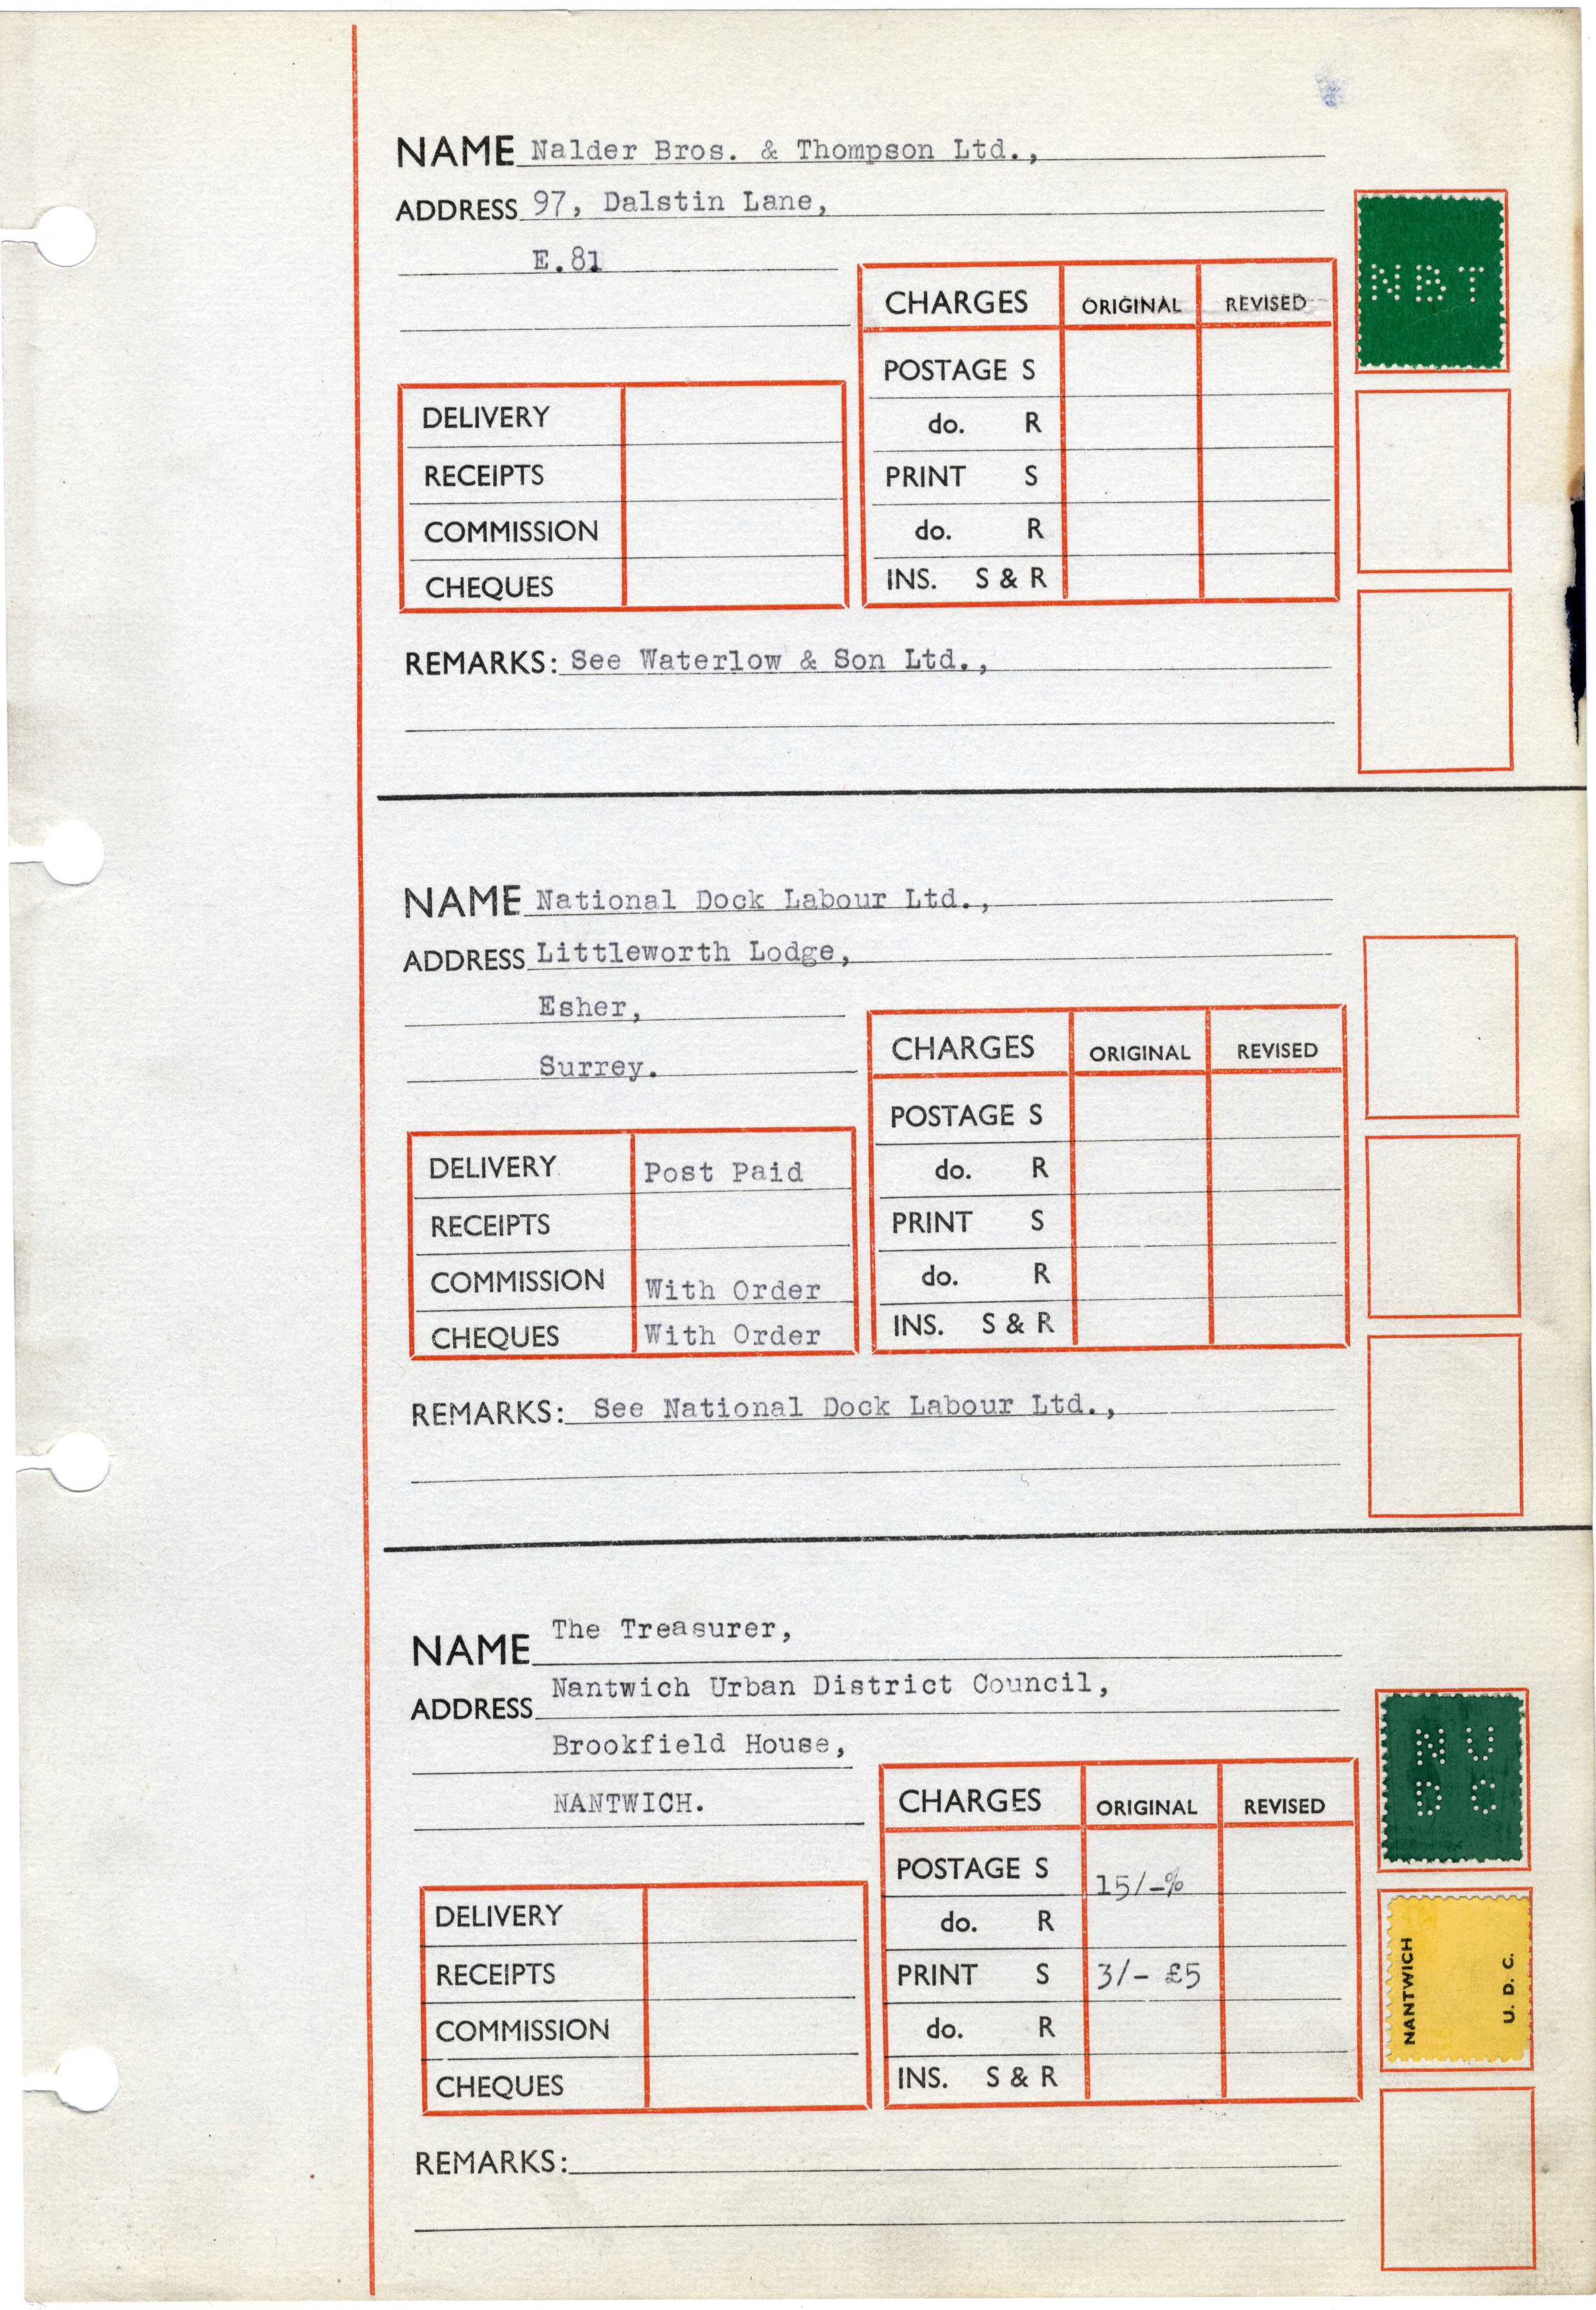 NAME Nalder Bros. & Thompson Ltd.,
ADDRESS 97, Dalstin Lane,
E.81
NBT
CHARGES ORIGINAL REVISED
POSTAGE S
do. R
PRINT S
do. R
INS. S & R
DELIVERY
RECEIPTS
COMMISSION
CHEQUES
REMARKS: See Waterlow & Son Ltd.,
NAME National Dock Labour Ltd.,
ADDRESS Littleworth Lodge,
Esher,
Surrey.
CHARGES ORIGINAL REVISED
POSTAGE S
do. R
PRINT S
do. R
INS. S & R
DELIVERY Post Paid
RECEIPTS
COMMISSION With Order
CHEQUES With Order
REMARKS: See National Dock Labour Ltd.,
NAME The Treasurer,
ADDRESS Nantwich Urban District Council,
Brookfield House,
NANTWICH.
NU
DC
CHARGES ORIGINAL REVISED
POSTAGE S 15/-%
do. R
PRINT S 3/- £5
do. R
INS. S & R
DELIVERY
RECEIPTS
COMMISSION
CHEQUES
NANTWICH
U. D. C.
REMARKS: